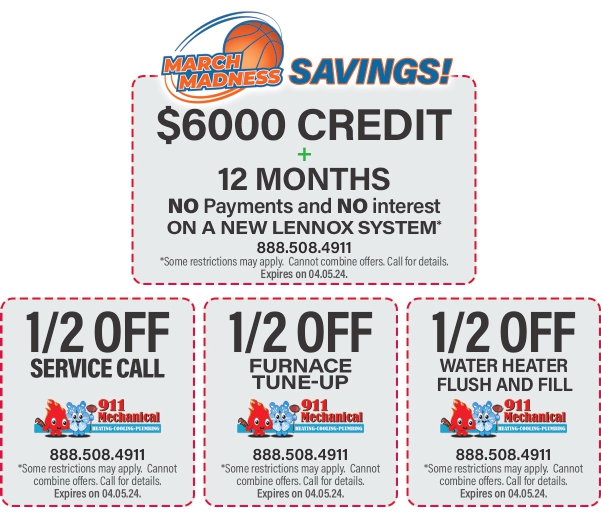 MARCH
MADNESS SAVINGS!
$6000 CREDIT
+
12 MONTHS
NO Payments and NO interest
ON A NEW LENNOX SYSTEM*
888.508.4911
*Some restrictions may apply. Cannot combine offers. Call for details.
Expires on 04.05.24.
1/2 OFF
SERVICE CALL
911
Mechanical
HEATING-COOLING-PLUMBING
888.508.4911
*Some restrictions may apply. Cannot
combine offers. Call for details.
Expires on 04.05.24.
1/2 OFF
FURNACE
TUNE-UP
911
Mechanical
HEATING-COOLING-PLUMBING
888.508.4911
*Some restrictions may apply. Cannot
combine offers. Call for details.
Expires on 04.05.24.
1/2 OFF
WATER HEATER
FLUSH AND FILL
911
Mechanical
HEATING-COOLING-PLUMBING
888.508.4911
*Some restrictions may apply. Cannot
combine offers. Call for details.
Expires on 04.05.24.